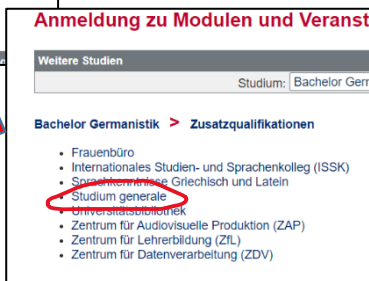 Anmeldung zu Modulen und Veranst
Weitere Studien
Studium: Bachelor Germ
Bachelor Germanistik > Zusatzqualifikationen
• Frauenbüro
• Internationales Studien- und Sprachenkolleg (ISSK)
• Sprachkenntnisse Griechisch und Latein
• Studium generale
• Universitätsbibliothek
• Zentrum für Audiovisuelle Produktion (ZAP)
• Zentrum für Lehrerbildung (ZfL)
• Zentrum für Datenverarbeitung (ZDV)